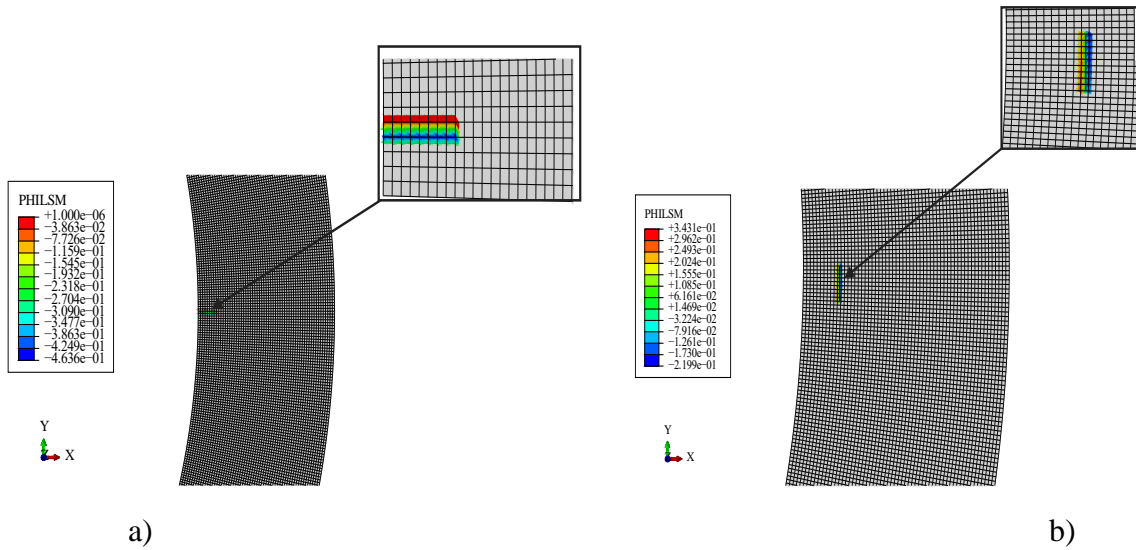 PHILSM
+1.000e−06
−3.863e−02
−7.726e−02
−1.159e−01
−1.545e−01
−1.932e−01
−2.318e−01
−2.704e−01
−3.090e−01
−3.477e−01
−3.863e−01
−4.249e−01
−4.636e−01
Y
X
a)
PHILSM
+3.431e−01
+2.962e−01
+2.493e−01
+2.024e−01
+1.555e−01
+1.085e−01
+6.161e−02
+1.469e−02
−3.224e−02
−7.916e−02
−1.261e−01
−1.730e−01
−2.199e−01
Y
X
b)